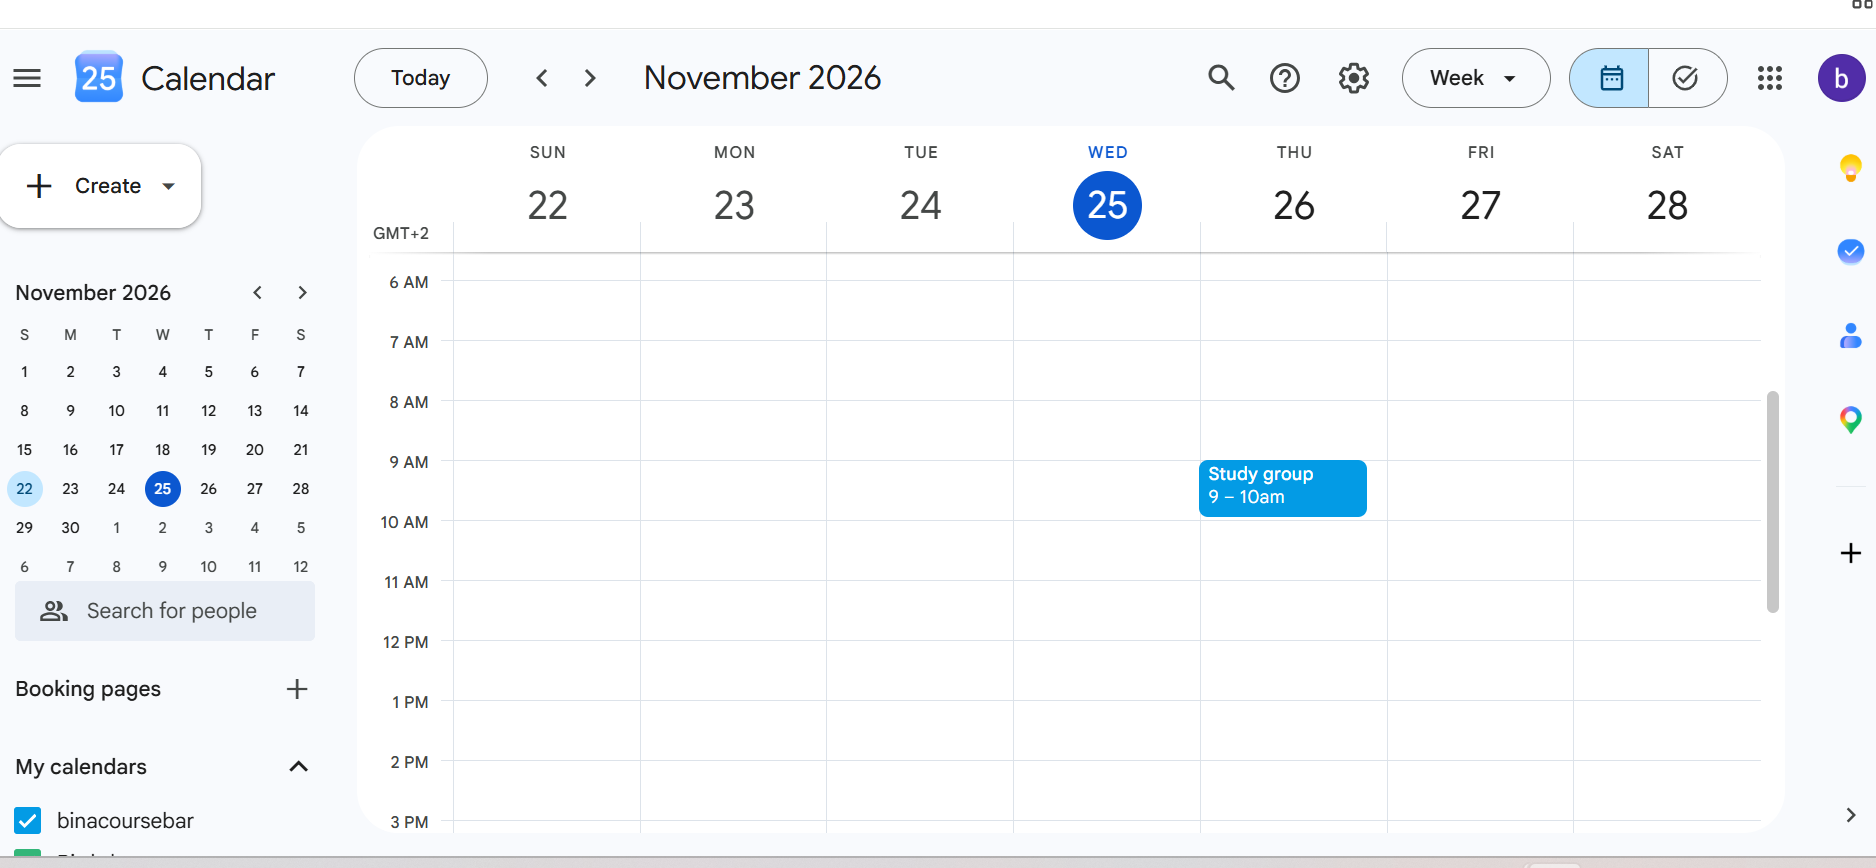 25 Calendar
Today
November 2026
Week
b
Create
SUN MON TUE WED THU FRI SAT
22 23 24 25 26 27 28
GMT+2
6 AM
7 AM
8 AM
9 AM
10 AM
11 AM
12 PM
1 PM
2 PM
3 PM
Study group
9 – 10am
November 2026
S M T W T F S
1 2 3 4 5 6 7
8 9 10 11 12 13 14
15 16 17 18 19 20 21
22 23 24 25 26 27 28
29 30 1 2 3 4 5
6 7 8 9 10 11 12
Search for people
Booking pages
My calendars
binacoursebar